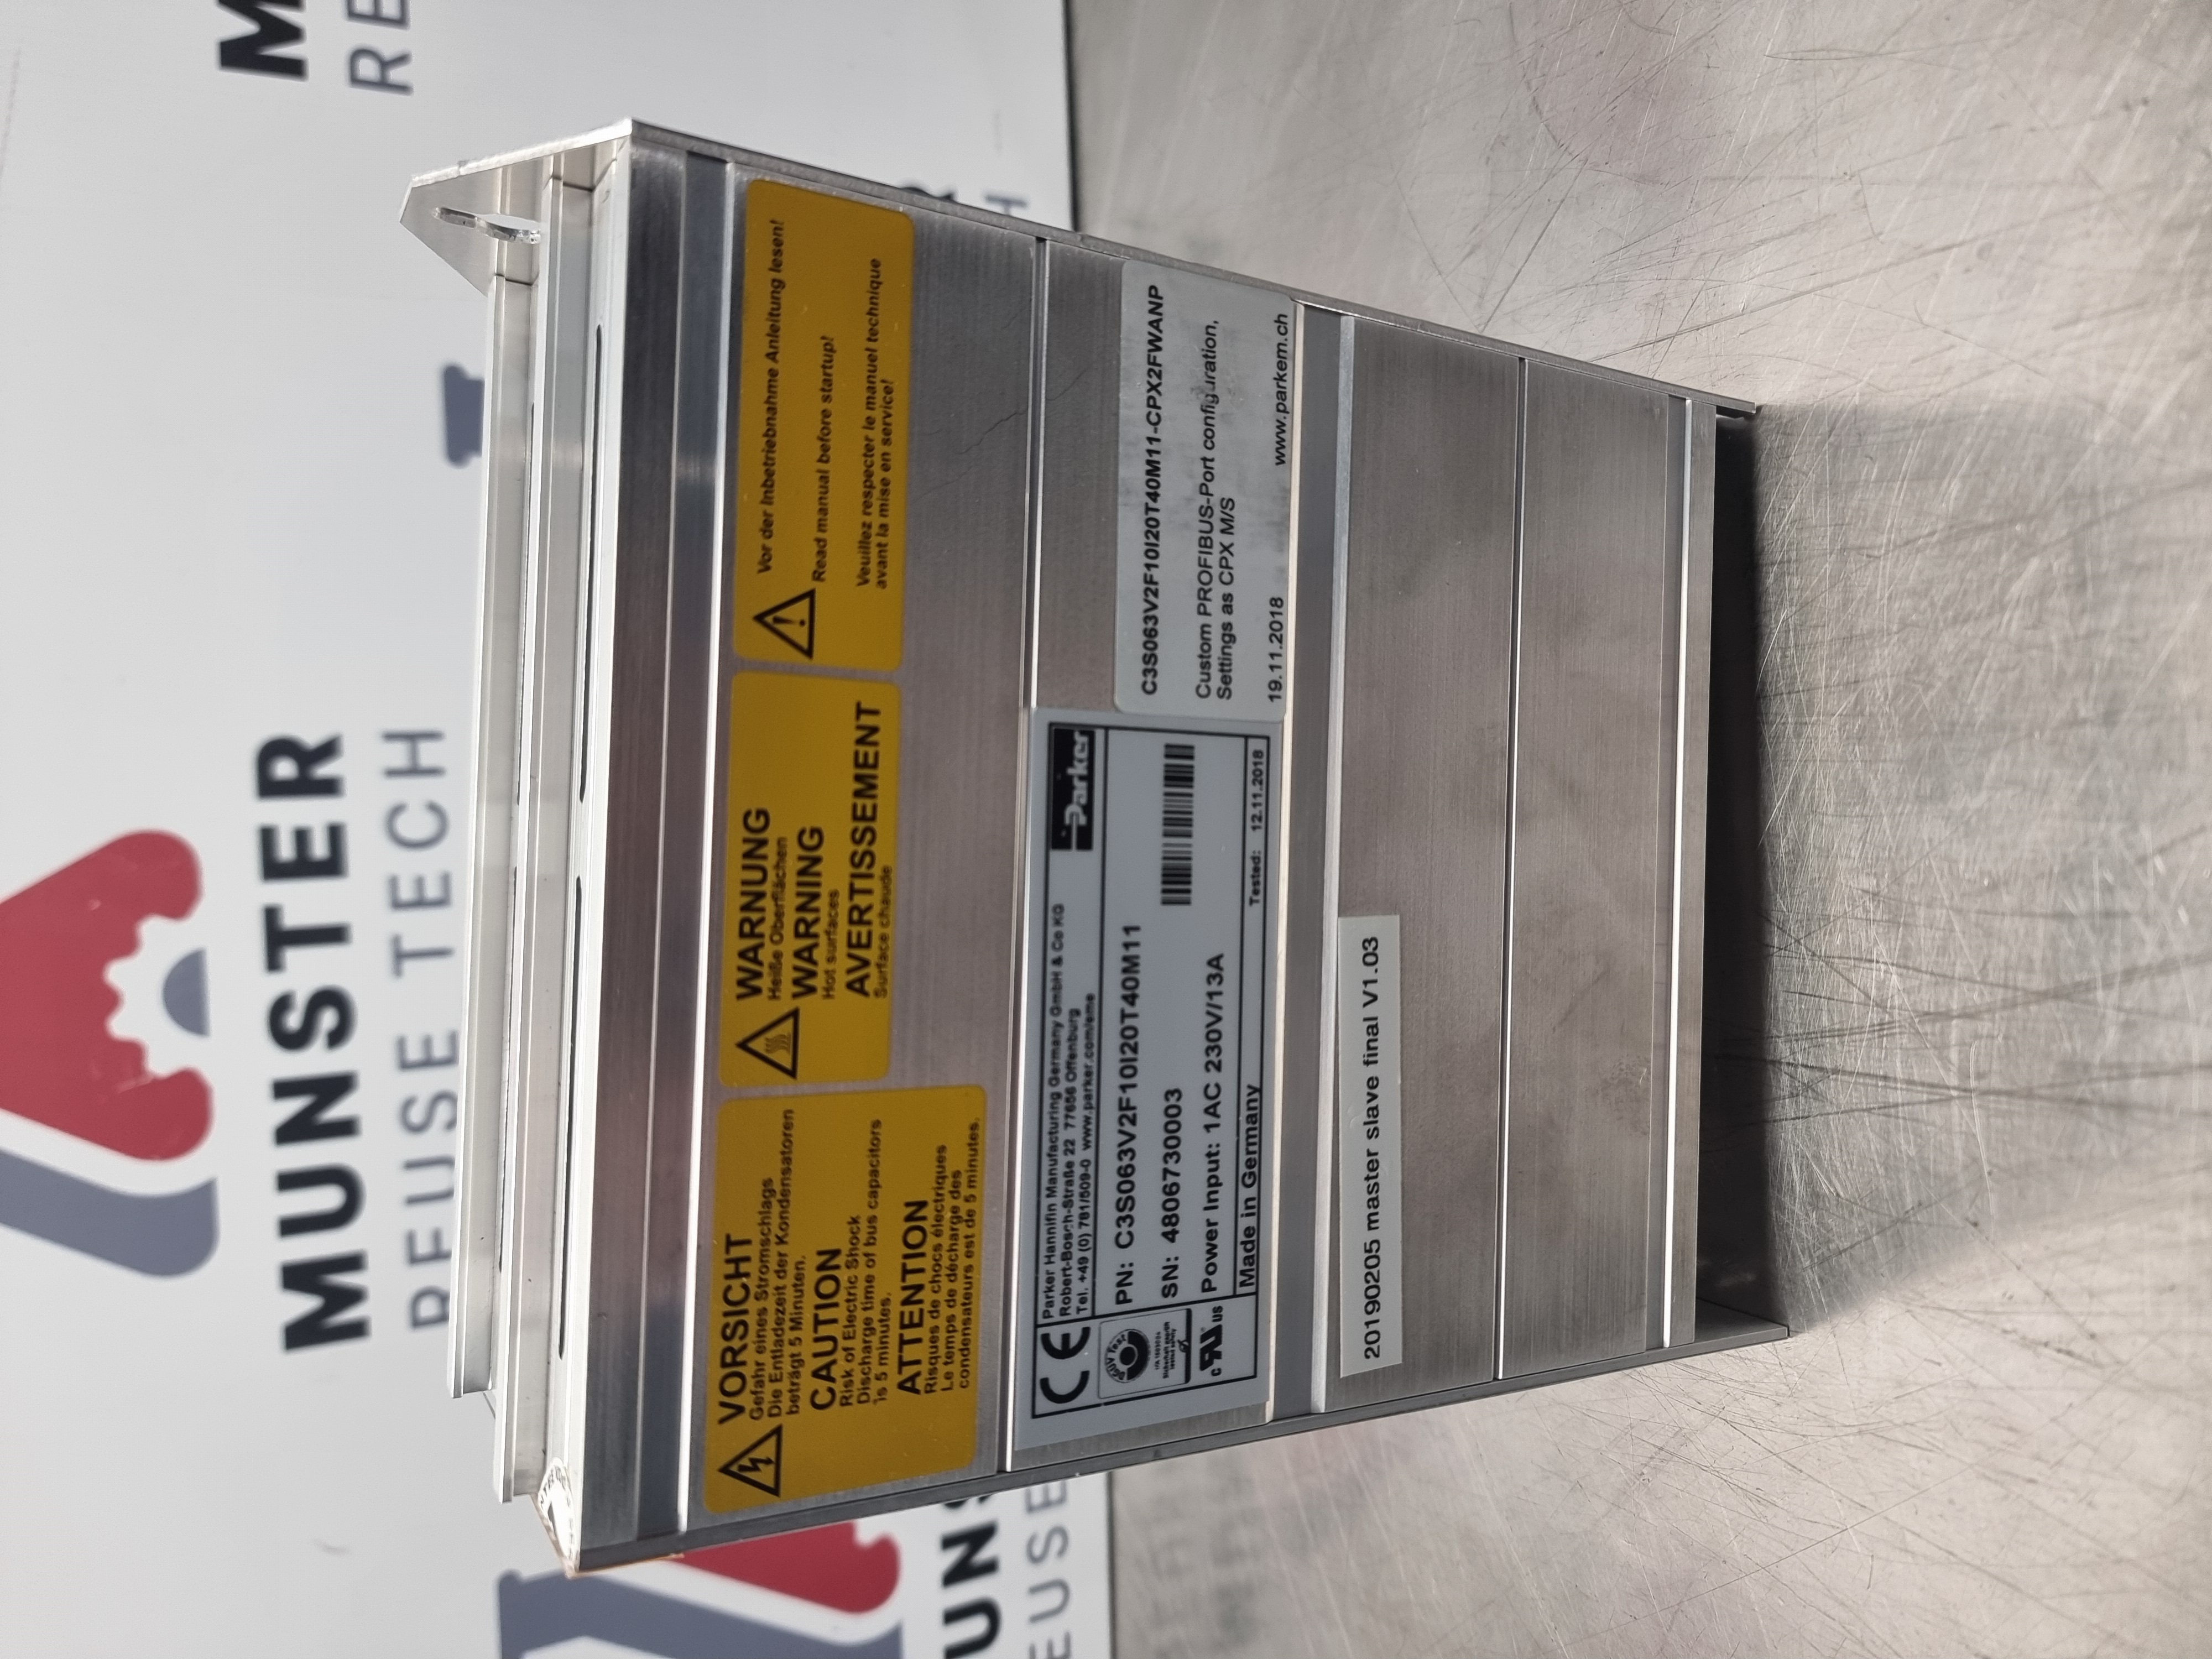 MUNSTER
REFUSE TECH
VORSICHT
Gefahr eines Stromschlags
Die Entladezeit der Kondensatoren
beträgt 5 Minuten.
CAUTION
Risk of Electric Shock
Discharge time of bus capacitors
is 5 minutes.
ATTENTION
Risques de chocs électriques
Le temps de décharge des
condensateurs est de 5 minutes.
WARNUNG
Heiße Oberflächen
WARNING
Hot surfaces
AVERTISSEMENT
Surface chaude
Vor der Inbetriebnahme Anleitung lesen!
Read manual before startup!
Veuillez respecter le manuel technique
avant la mise en service!
CE
Parker Hannifin Manufacturing Germany GmbH & Co KG
Robert-Bosch-Straße 22 77656 Offenburg
Tel. +49 (0) 781/509-0 www.parker.com/eme
Parker
PN: C3S063V2F10I20T40M11
SN: 4806730003
Power Input: 1AC 230V/13A
c US
Made in Germany
Tested: 12.11.2018
C3S063V2F10I20T40M11-CPX2FWANP
Custom PROFIBUS-Port configuration,
Settings as CPX M/S
19.11.2018 www.parkem.ch
20190205 master slave final V1.03
M
RE
MUNS
REFUSE